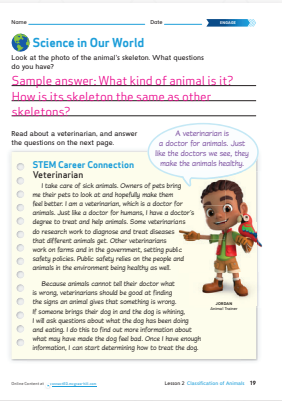 Name Date ENGAGE
Science in Our World
Look at the photo of the animal's skeleton. What questions
do you have?
Sample answer: What kind of animal is it?
How is its skeleton the same as other
skeletons?
Read about a veterinarian, and answer
the questions on the next page.
A veterinarian is
a doctor for animals. Just
like the doctors we see, they
make the animals healthy.
STEM Career Connection
Veterinarian
I take care of sick animals. Owners of pets bring
me their pets to look at and hopefully make them
feel better. I am a veterinarian, which is a doctor for
animals. Just like a doctor for humans, I have a doctor's
degree to treat and help animals. Some veterinarians
do research work to diagnose and treat diseases
that different animals get. Other veterinarians
work on farms and in the government, setting public
safety policies. Public safety relies on the people and
animals in the environment being healthy as well.
Because animals cannot tell their doctor what
is wrong, veterinarians should be good at finding
the signs an animal gives that something is wrong.
If someone brings their dog in and the dog is whining,
I will ask questions about what the dog has been doing
and eating. I do this to find out more information about
what may have made the dog feel bad. Once I have enough
information, I can start determining how to treat the dog.
JORDAN
Animal Trainer
Online Content at
Lesson 2 Classification of Animals 19